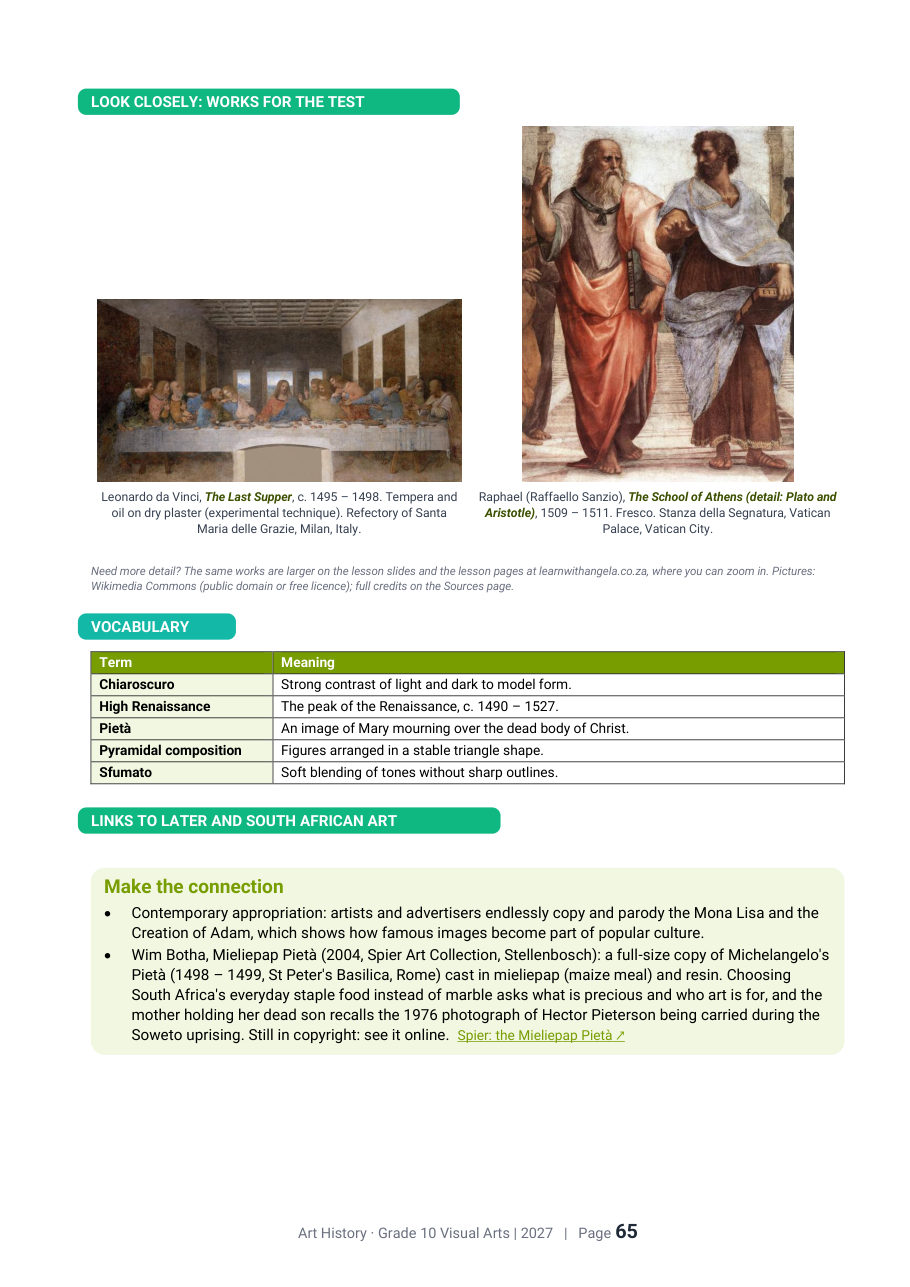 LOOK CLOSELY: WORKS FOR THE TEST
Leonardo da Vinci, The Last Supper, c. 1495 – 1498. Tempera and
oil on dry plaster (experimental technique). Refectory of Santa
Maria delle Grazie, Milan, Italy.
Raphael (Raffaello Sanzio), The School of Athens (detail: Plato and
Aristotle), 1509 – 1511. Fresco. Stanza della Segnatura, Vatican
Palace, Vatican City.
Need more detail? The same works are larger on the lesson slides and the lesson pages at learnwithangela.co.za, where you can zoom in. Pictures:
Wikimedia Commons (public domain or free licence); full credits on the Sources page.
VOCABULARY
Term Meaning
Chiaroscuro Strong contrast of light and dark to model form.
High Renaissance The peak of the Renaissance, c. 1490 – 1527.
Pietà An image of Mary mourning over the dead body of Christ.
Pyramidal composition Figures arranged in a stable triangle shape.
Sfumato Soft blending of tones without sharp outlines.
LINKS TO LATER AND SOUTH AFRICAN ART
Make the connection
• Contemporary appropriation: artists and advertisers endlessly copy and parody the Mona Lisa and the
Creation of Adam, which shows how famous images become part of popular culture.
• Wim Botha, Mieliepap Pietà (2004, Spier Art Collection, Stellenbosch): a full-size copy of Michelangelo's
Pietà (1498 – 1499, St Peter's Basilica, Rome) cast in mieliepap (maize meal) and resin. Choosing
South Africa's everyday staple food instead of marble asks what is precious and who art is for, and the
mother holding her dead son recalls the 1976 photograph of Hector Pieterson being carried during the
Soweto uprising. Still in copyright: see it online. Spier: the Mieliepap Pietà ↗
Art History · Grade 10 Visual Arts | 2027 | Page 65